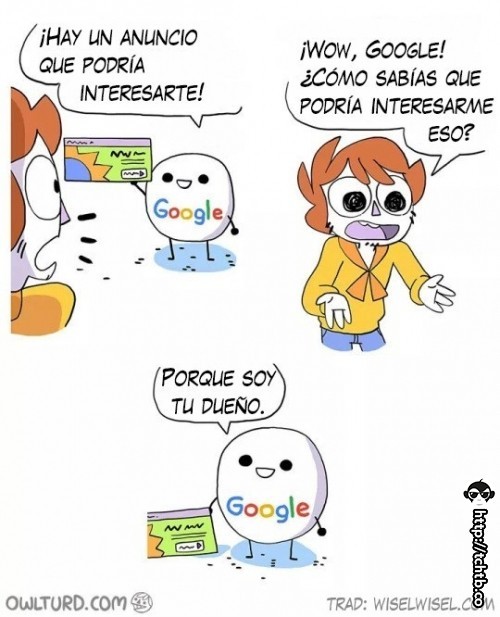 ¡HAY UN ANUNCIO
QUE PODRÍA
INTERESARTE!
Google
¡WOW, GOOGLE!
¿CÓMO SABÍAS QUE
PODRÍA INTERESARME
ESO?
PORQUE SOY
TU DUEÑO.
Google
http://tchtb.co
OWLTURD.COM
TRAD: WISELWISEL.COM